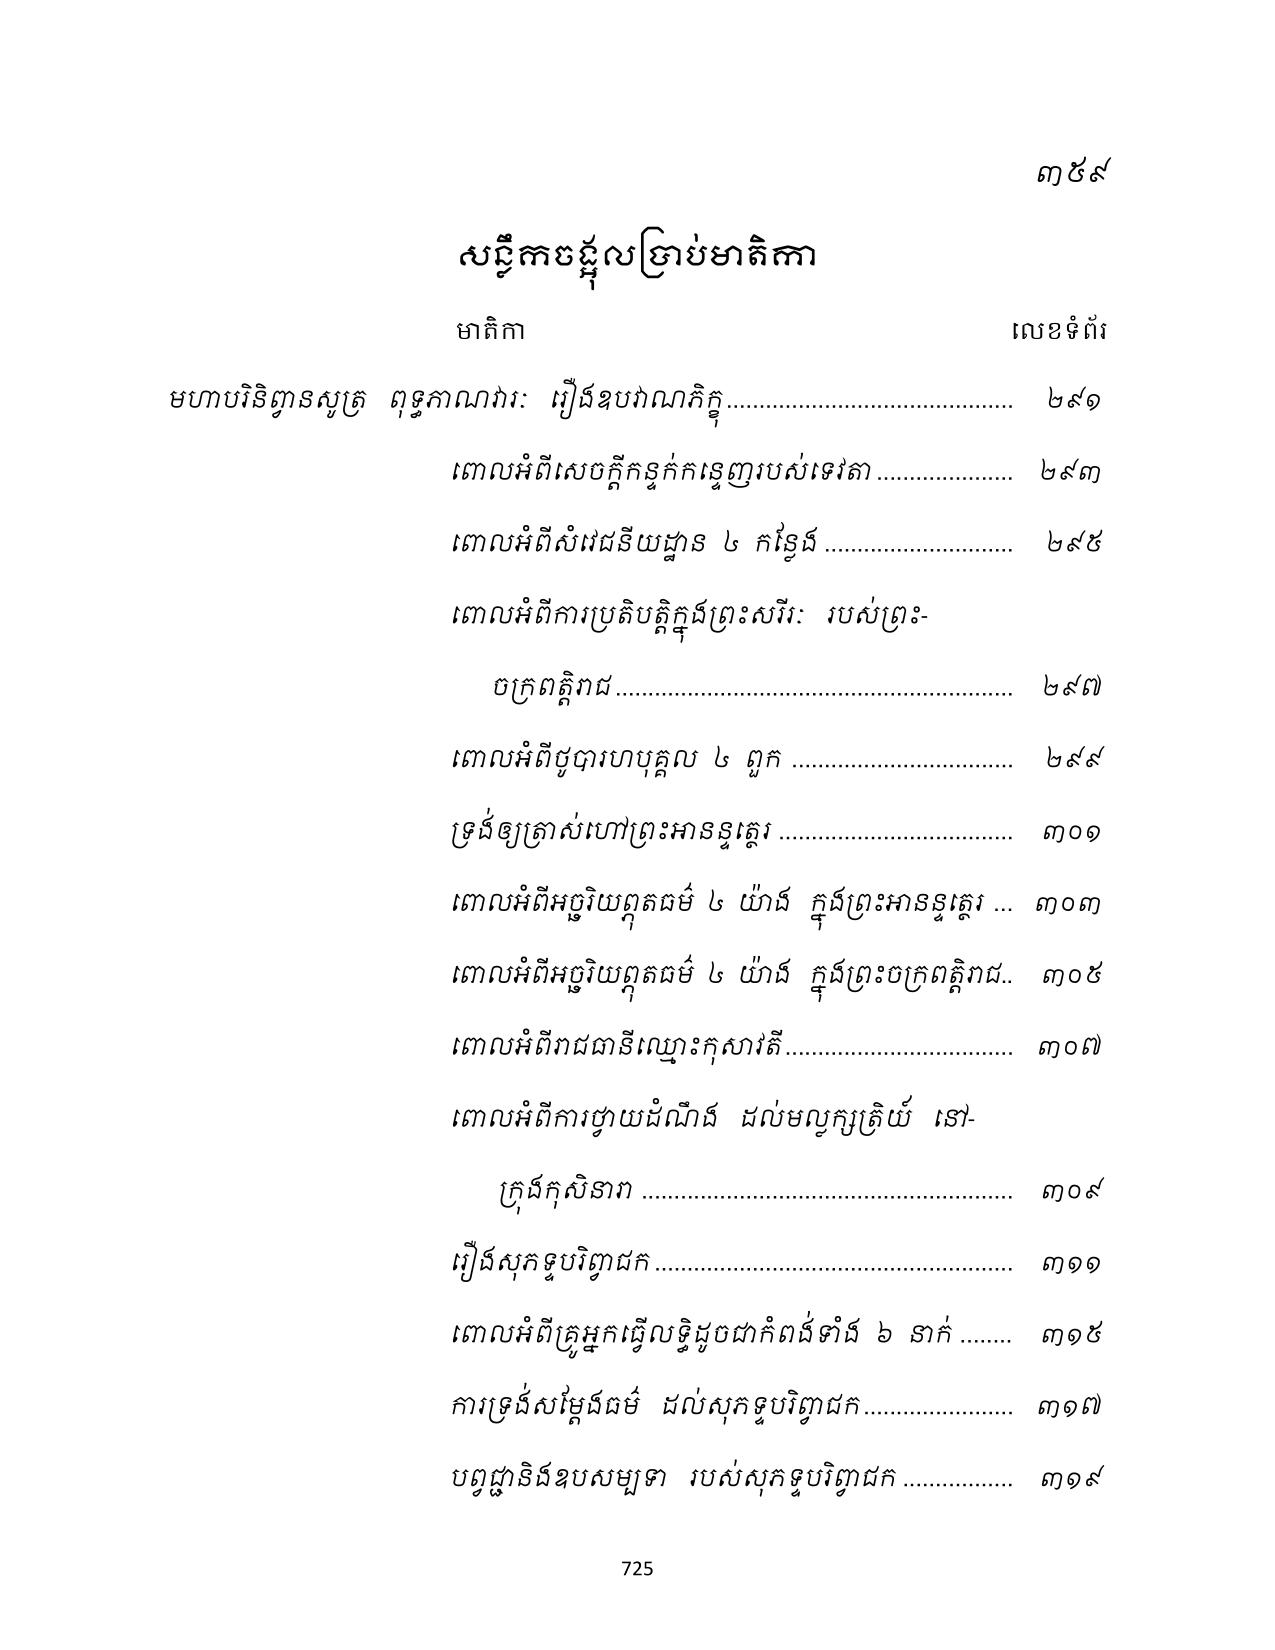 ៣៥៩
សន្លឹកចង្អុលប្រាប់មាតិកា
មាតិកា លេខទំព័រ
មហាបរិនិព្វានសូត្រ ពុទ្ធភាណវារៈ រឿងឧបវាណភិក្ខុ............................................ ២៩១
ពោលអំពីសេចក្តីកន្ទក់កន្ទេញរបស់ទេវតា ..................... ២៩៣
ពោលអំពីសំវេជនីយដ្ឋាន ៤ កន្លែង ............................. ២៩៥
ពោលអំពីការប្រតិបត្តិក្នុងព្រះសរីរៈ របស់ព្រះ-
ចក្រពត្តិរាជ............................................................. ២៩៧
ពោលអំពីថូបារហបុគ្គល ៤ ពួក .................................. ២៩៩
ទ្រង់ឲ្យត្រាស់ហៅព្រះអានន្ទត្ថេរ .................................... ៣០១
ពោលអំពីអច្ឆរិយព្ភុតធម៌ ៤ យ៉ាង ក្នុងព្រះអានន្ទត្ថេរ ... ៣០៣
ពោលអំពីអច្ឆរិយព្ភុតធម៌ ៤ យ៉ាង ក្នុងព្រះចក្រពត្តិរាជ.. ៣០៥
ពោលអំពីរាជធានីឈ្មោះកុសាវតី................................... ៣០៧
ពោលអំពីការថ្វាយដំណឹង ដល់មល្លក្សត្រិយ៍ នៅ-
ក្រុងកុសិនារា ......................................................... ៣០៩
រឿងសុភទ្ទបរិព្វាជក....................................................... ៣១១
ពោលអំពីគ្រូអ្នកធ្វើលទ្ធិដូចជាកំពង់ទាំង ៦ នាក់ ........ ៣១៥
ការទ្រង់សម្តែងធម៌ ដល់សុភទ្ទបរិព្វាជក....................... ៣១៧
បព្វជ្ជានិងឧបសម្បទា របស់សុភទ្ទបរិព្វាជក ................. ៣១៩
725